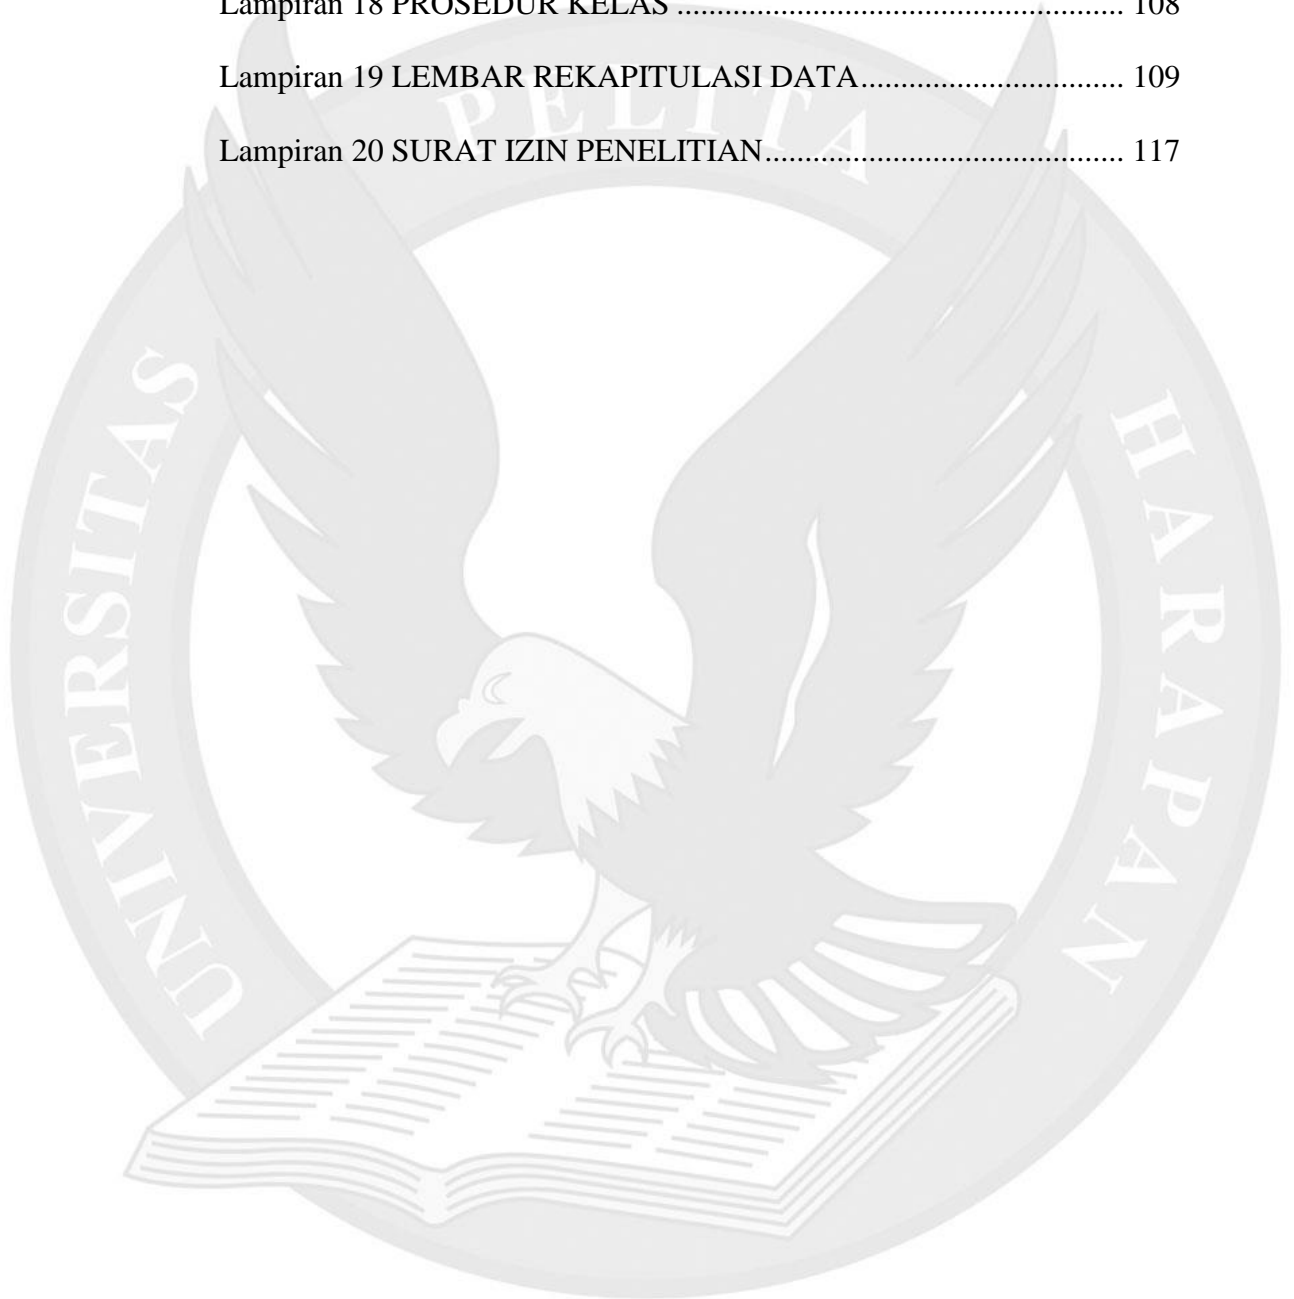 Lampiran 18 PROSEDUR KELAS ........................................................ 108
Lampiran 19 LEMBAR REKAPITULASI DATA................................. 109
Lampiran 20 SURAT IZIN PENELITIAN............................................. 117
UNIVERSITAS PELITA HARAPAN